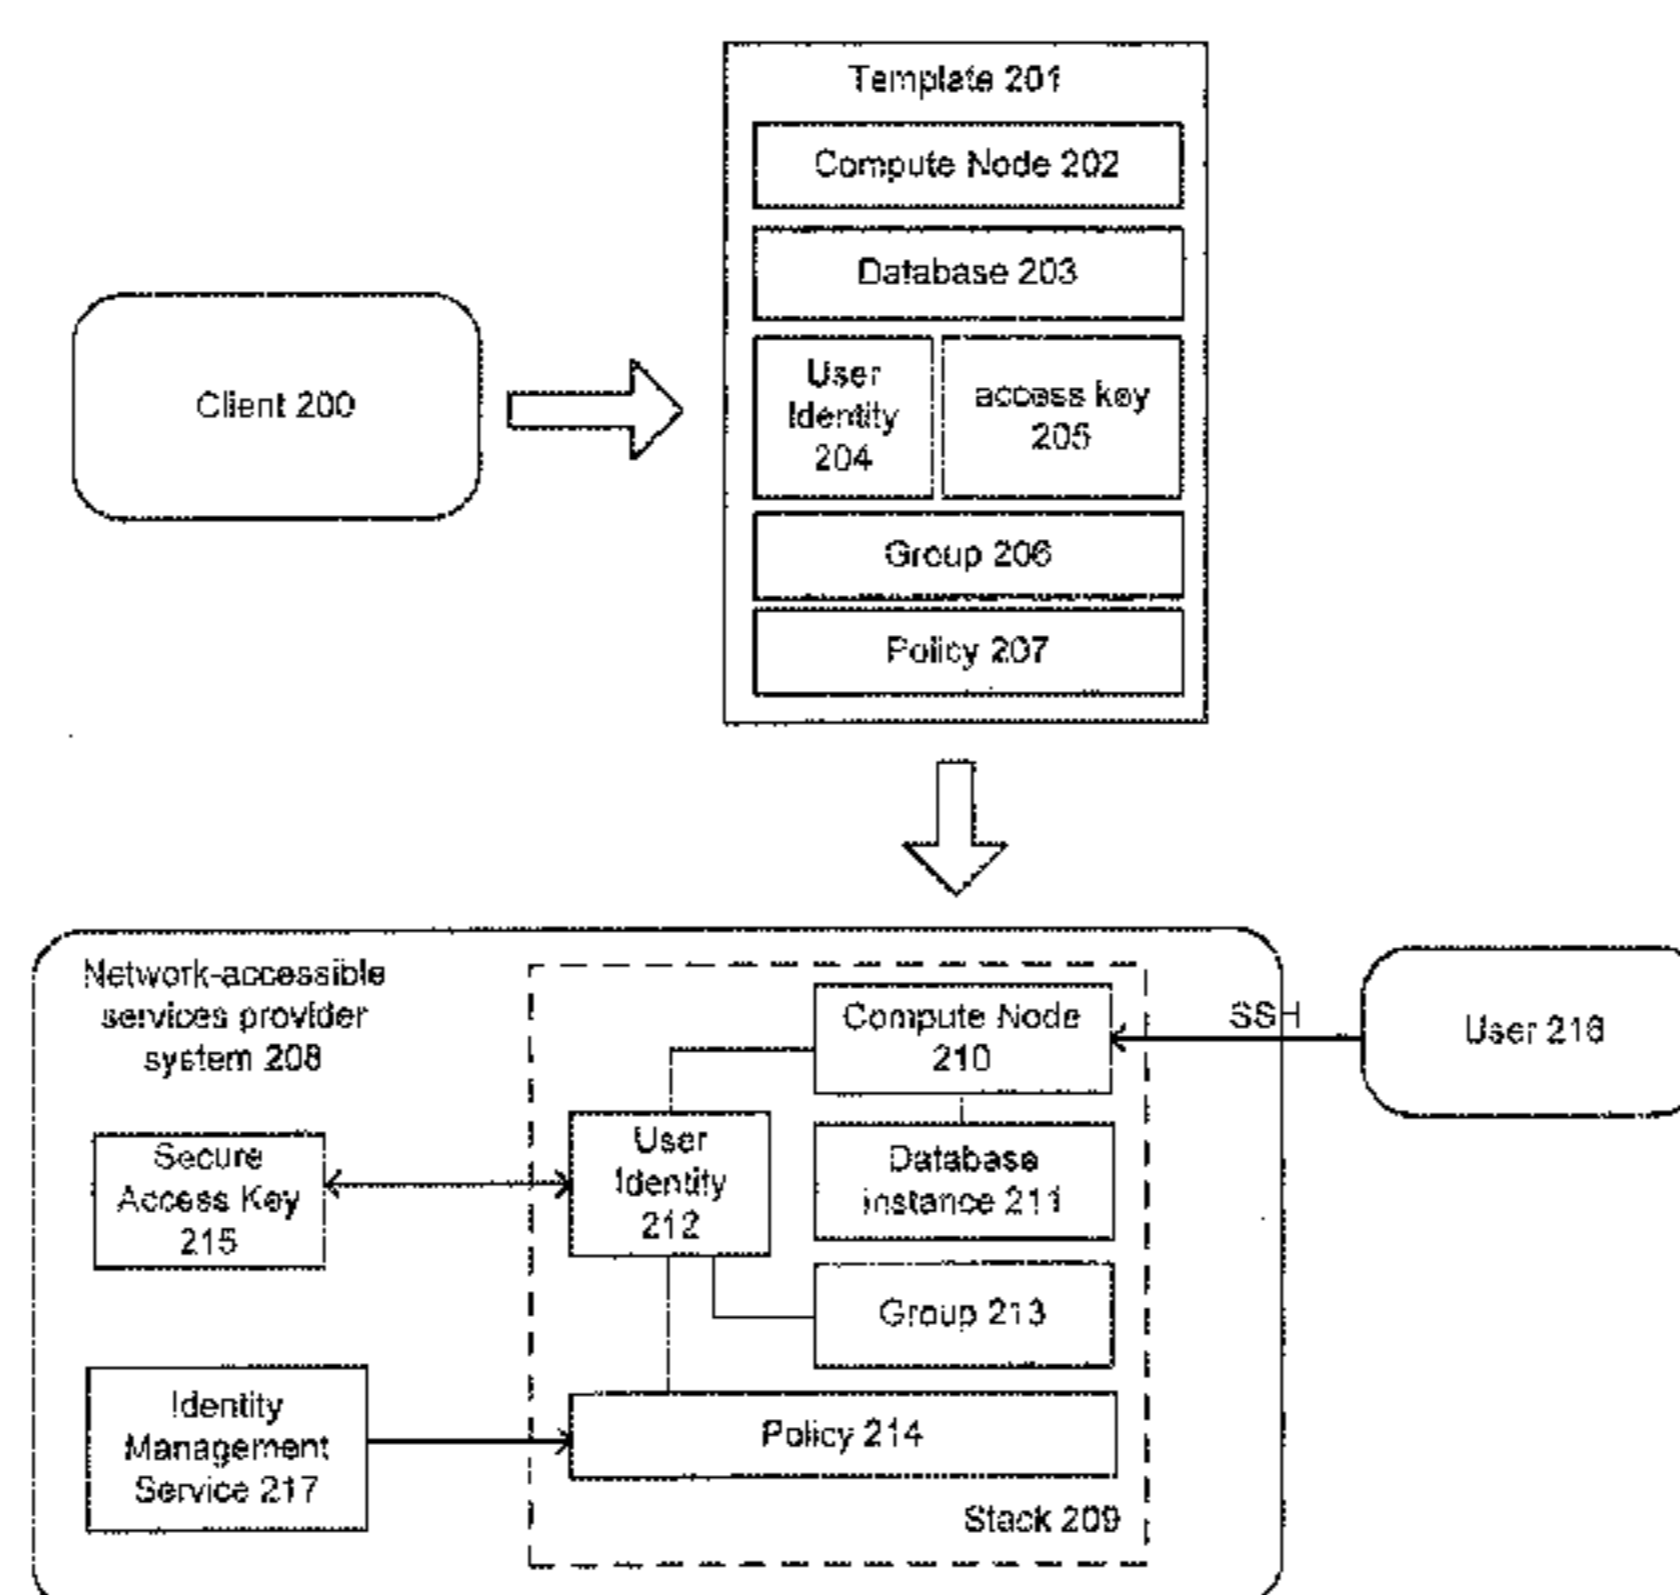 Template 201
Compute Node 202
Database 203
User
Identity
204
access key
205
Group 206
Policy 207
Client 200
Network-accessible
services provider
system 208
Compute Node
210
SSH
User 216
Secure
Access Key
215
User
Identity
212
Database
instance 211
Group 213
Identity
Management
Service 217
Policy 214
Stack 209